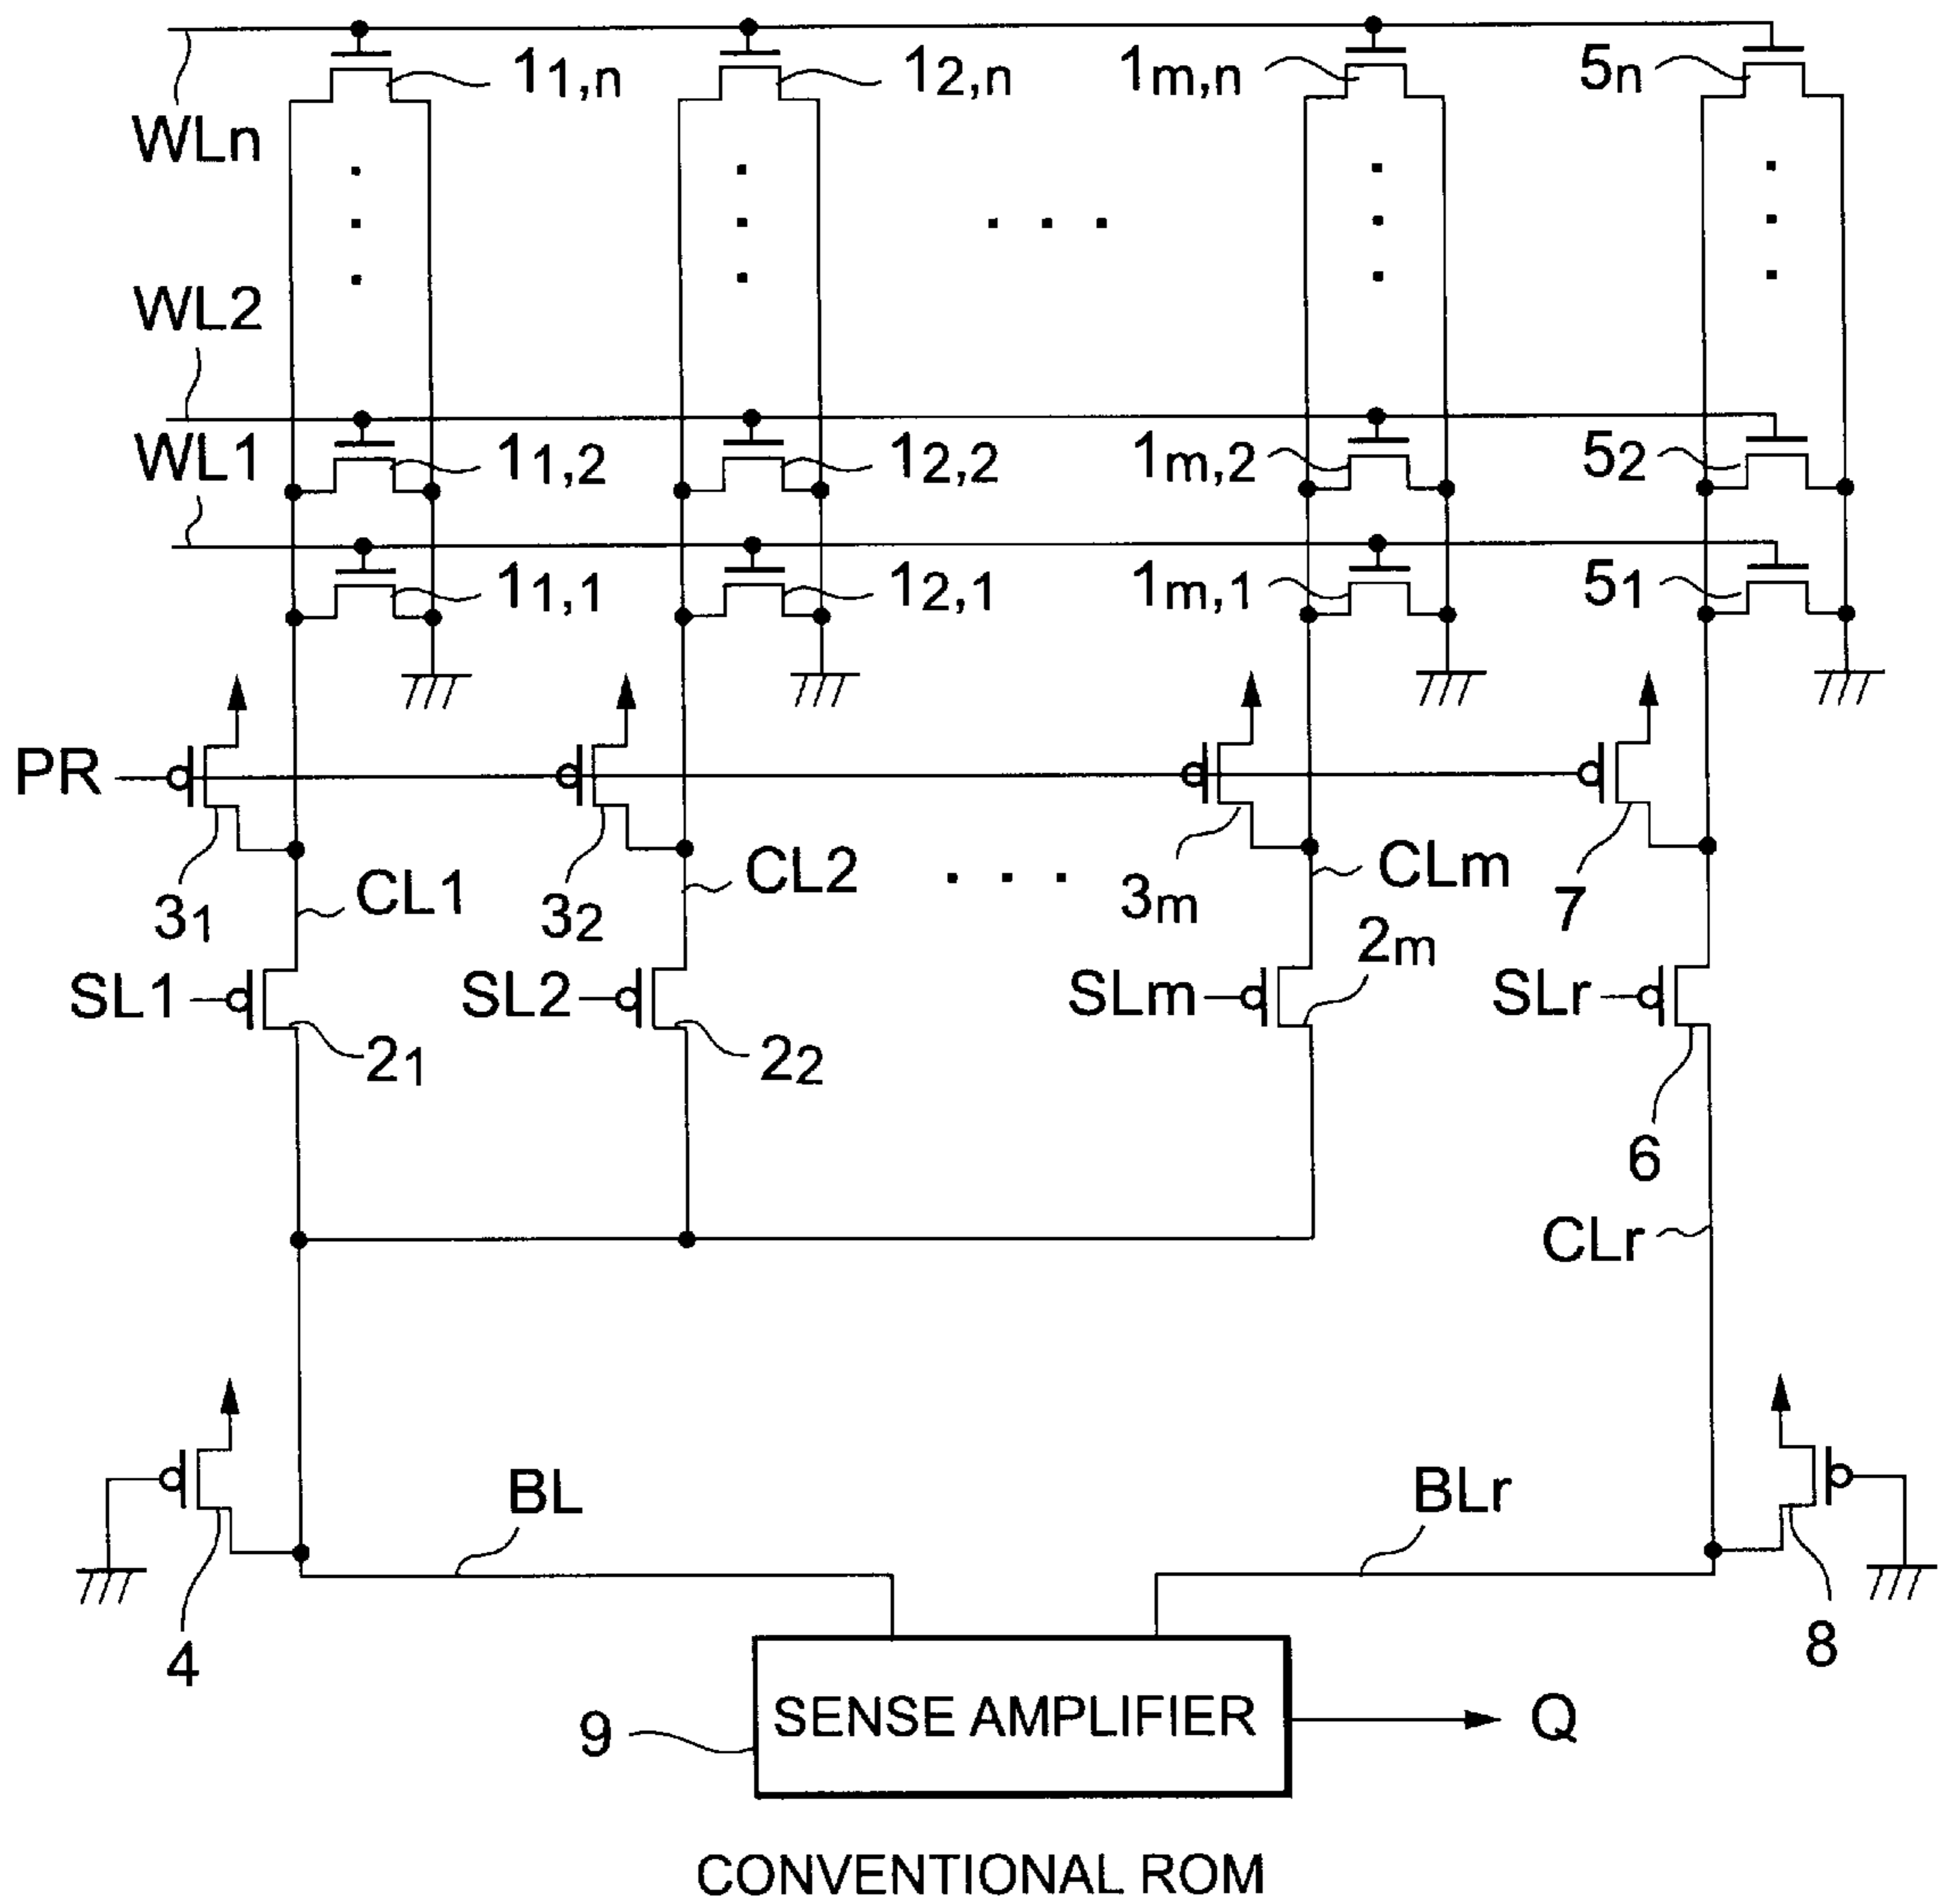 1₁,n 1₂,n 1m,n 5n
WLn
WL2
WL1 1₁,2 1₂,2 1m,2 5₂
1₁,1 1₂,1 1m,1 5₁
PR
CL1 CL2 CLm
3₁ 3₂ 3m 7
2m
SL1 SL2 SLm SLr
2₁ 2₂
6
CLr
BL BLr
4 8
9 SENSE AMPLIFIER Q
CONVENTIONAL ROM